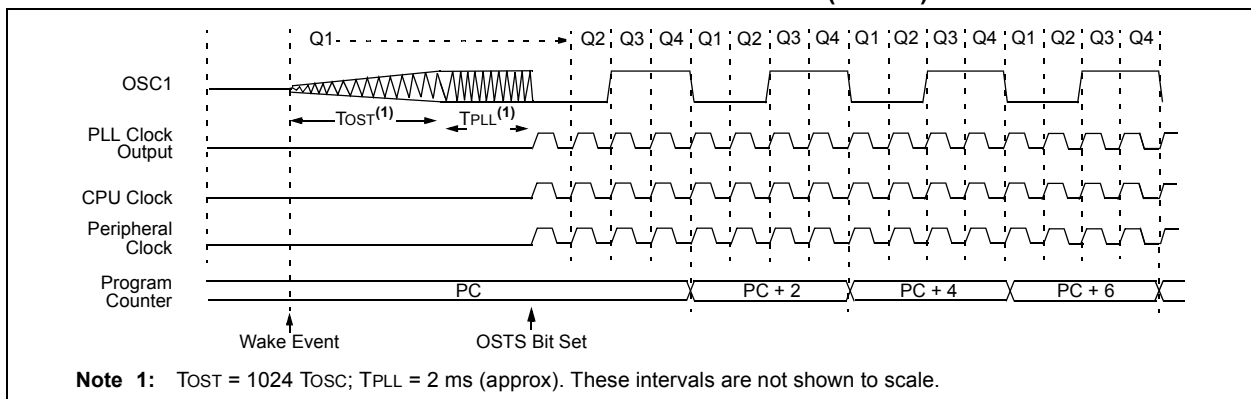 Q1 Q2 Q3 Q4 Q1 Q2 Q3 Q4 Q1 Q2 Q3 Q4 Q1 Q2 Q3 Q4
OSC1
TOST(1) TPLL(1)
PLL Clock
Output
CPU Clock
Peripheral
Clock
Program
Counter
PC PC + 2 PC + 4 PC + 6
Wake Event OSTS Bit Set
Note 1: TOST = 1024 TOSC; TPLL = 2 ms (approx). These intervals are not shown to scale.